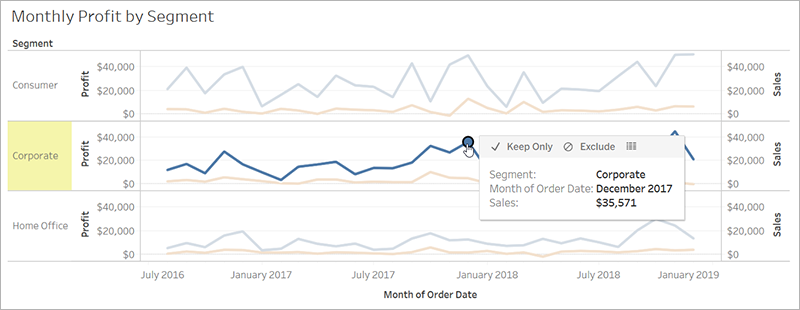 Monthly Profit by Segment
Segment
Consumer
Profit
$40,000
$20,000
$0
$40,000
$20,000
$0
Sales
Corporate
Profit
$40,000
$20,000
$0
Keep Only Exclude
Segment: Corporate
Month of Order Date: December 2017
Sales: $35,571
$40,000
$20,000
$0
Sales
Home Office
Profit
$40,000
$20,000
$0
$40,000
$20,000
$0
Sales
July 2016 January 2017 July 2017 January 2018 July 2018 January 2019
Month of Order Date